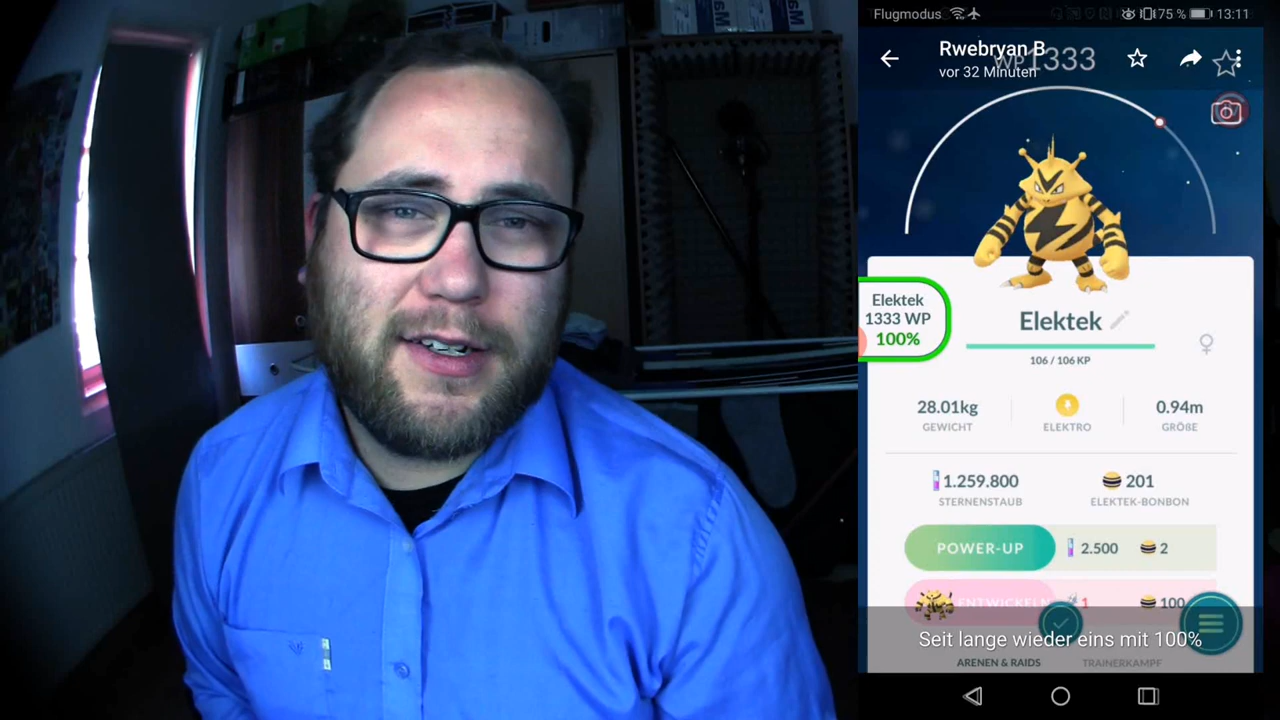 Flugmodus
75 % 13:11
Rwebryan B
WP1333
vor 32 Minuten
Elektek
1333 WP
100%
Elektek
106 / 106 KP
28.01kg
GEWICHT
ELEKTRO
0.94m
GRÖßE
1.259.800
STERNENSTAUB
201
ELEKTEK-BONBON
POWER-UP
2.500
2
ENTWICKELN
1
100
Seit lange wieder eins mit 100%
ARENEN & RAIDS
TRAINERKAMPF